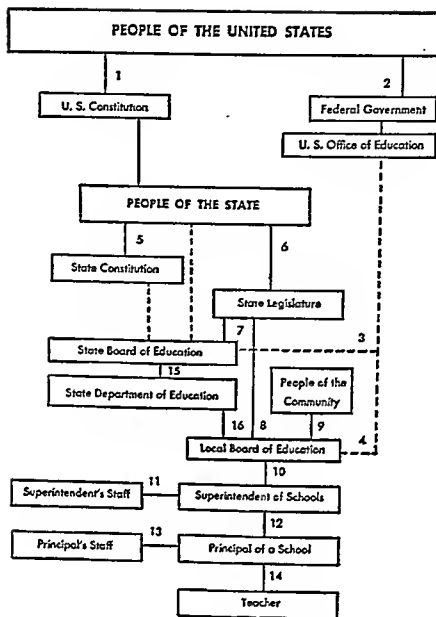 PEOPLE OF THE UNITED STATES
1
2
U. S. Constitution
Federal Government
U. S. Office of Education
PEOPLE OF THE STATE
5
6
State Constitution
State Legislature
7
3
State Board of Education
15
People of the
Community
State Department of Education
16
8
9
4
Local Board of Education
10
11
Superintendent's Staff
Superintendent of Schools
12
13
Principal's Staff
Principal of a School
14
Teacher